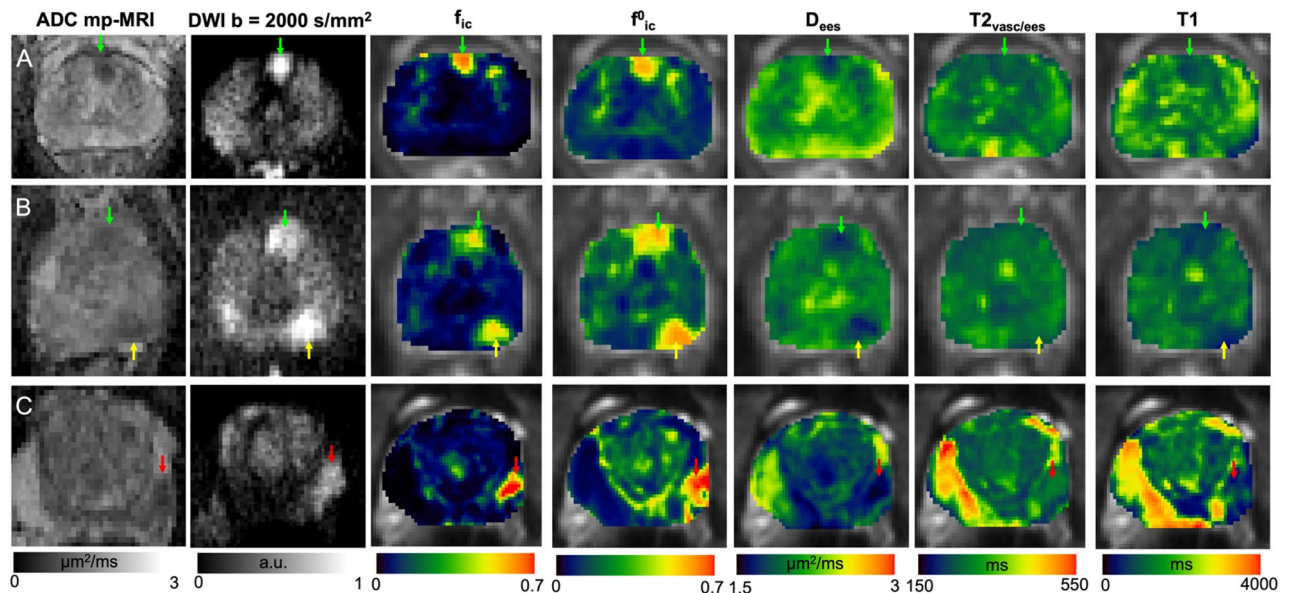 ADC mp-MRI DWI b = 2000 s/mm² f_ic f⁰_ic D_ees T2_vasc/ees T1
A
B
C
µm²/ms a.u. µm²/ms ms ms
0 3 0 1 0 0.7 0 0.7 1.5 3 150 550 0 4000